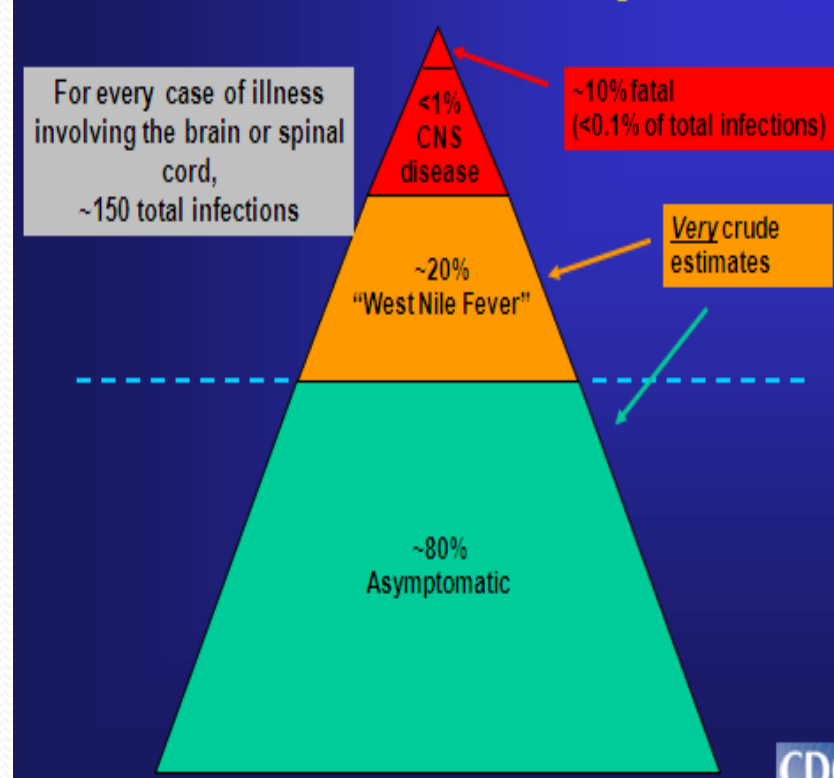 For every case of illness
involving the brain or spinal
cord,
~150 total infections
<1%
CNS
disease
~10% fatal
(<0.1% of total infections)
~20%
“West Nile Fever”
Very crude
estimates
~80%
Asymptomatic